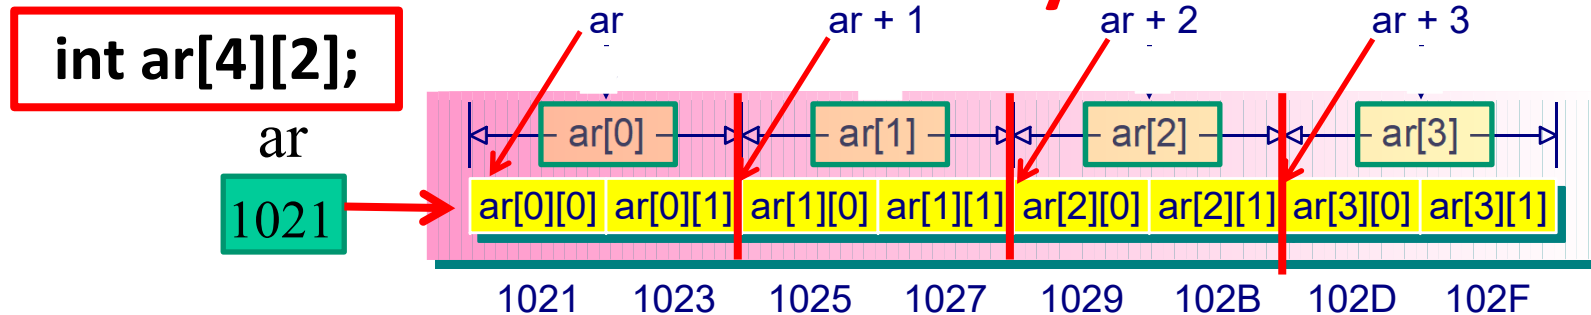 ar ar + 1 ar + 2 ar + 3
int ar[4][2];
ar
ar[0] ar[1] ar[2] ar[3]
1021
ar[0][0] ar[0][1] ar[1][0] ar[1][1] ar[2][0] ar[2][1] ar[3][0] ar[3][1]
1021 1023 1025 1027 1029 102B 102D 102F